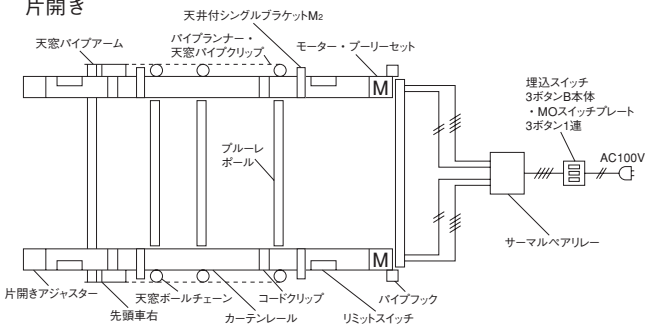 片開き
天井付シングルブラケットM2
天窓パイプアーム
パイプランナー・
天窓パイプクリップ
モーター・プーリーセット
M
埋込スイッチ
3ボタンB本体
・MOスイッチプレート
3ボタン1連
AC100V
ブルーレ
ポール
サーマルペアリレー
M
片開きアジャスター
先頭車右
天窓ボールチェーン
カーテンレール
コードクリップ
リミットスイッチ
パイプフック